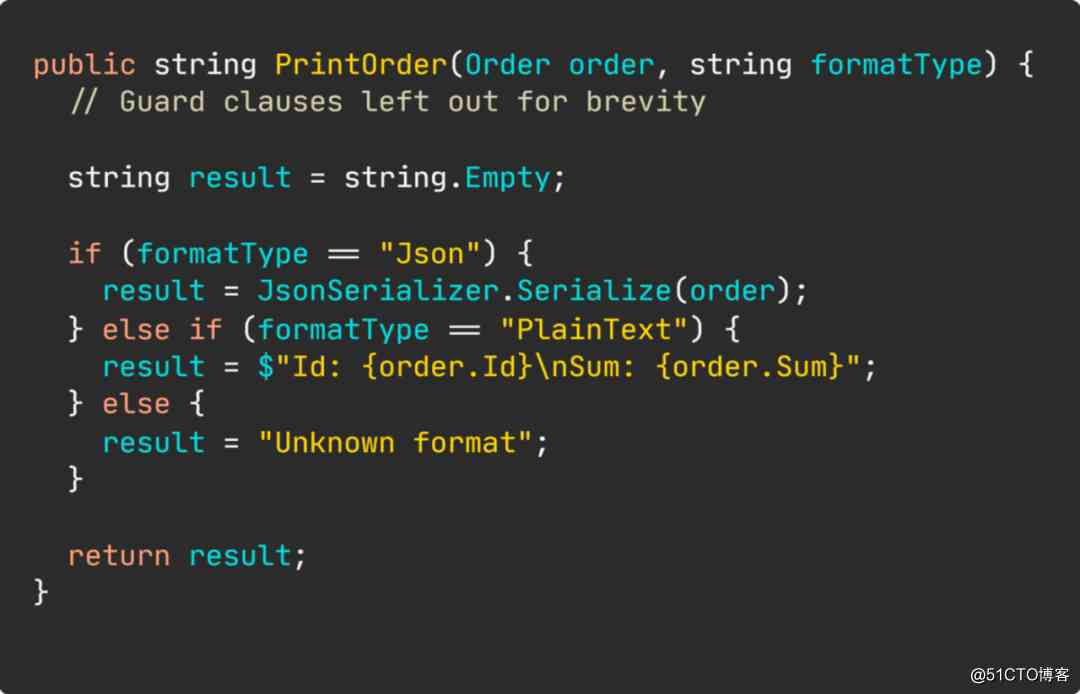 public string PrintOrder(Order order, string formatType) {
  // Guard clauses left out for brevity
  string result = string.Empty;
  if (formatType == "Json") {
    result = JsonSerializer.Serialize(order);
  } else if (formatType == "PlainText") {
    result = $"Id: {order.Id}\nSum: {order.Sum}";
  } else {
    result = "Unknown format";
  }
  return result;
}
@51CTO博客